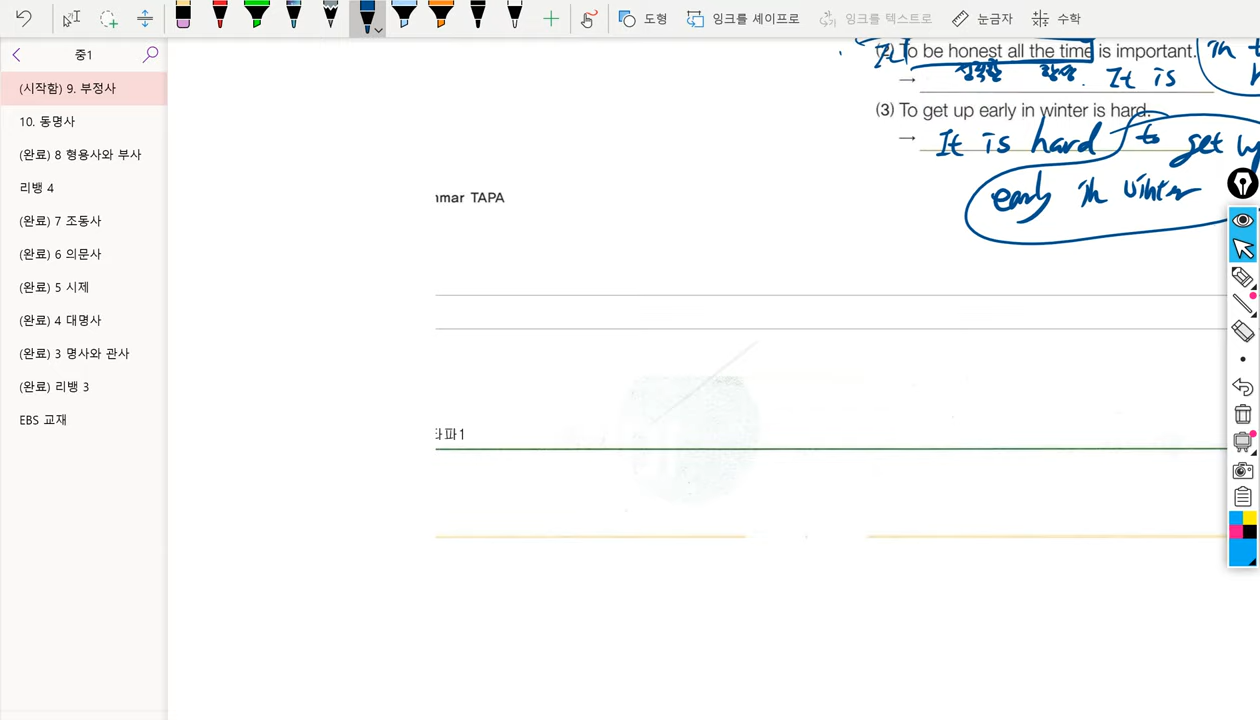 도형
잉크를 셰이프로
잉크를 텍스트로
눈금자
수학
중1
(시작함) 9. 부정사
10. 동명사
(완료) 8 형용사와 부사
리뱅 4
(완료) 7 조동사
(완료) 6 의문사
(완료) 5 시제
(완료) 4 대명사
(완료) 3 명사와 관사
(완료) 리뱅 3
EBS 교재
To be honest all the time is important.
→ It is
(3) To get up early in winter is hard.
→ It is hard to get
early in winter
mmar TAPA
타파1